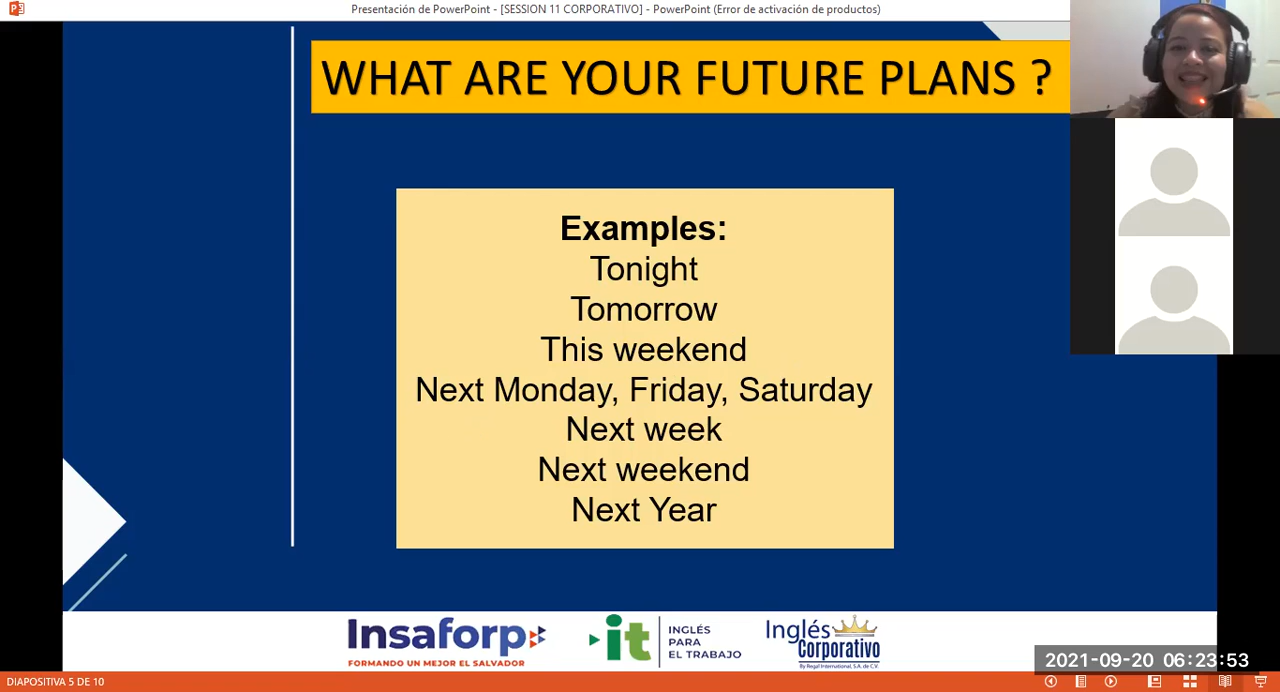 Presentación de PowerPoint - [SESSION 11 CORPORATIVO] - PowerPoint (Error de activación de productos)
WHAT ARE YOUR FUTURE PLANS ?
Examples:
Tonight
Tomorrow
This weekend
Next Monday, Friday, Saturday
Next week
Next weekend
Next Year
Insaforp
FORMANDO UN MEJOR EL SALVADOR
it
INGLÉS
PARA
EL TRABAJO
Inglés
Corporativo
By Regal International, S.A. de C.V.
2021-09-20 06:23:53
DIAPOSITIVA 5 DE 10